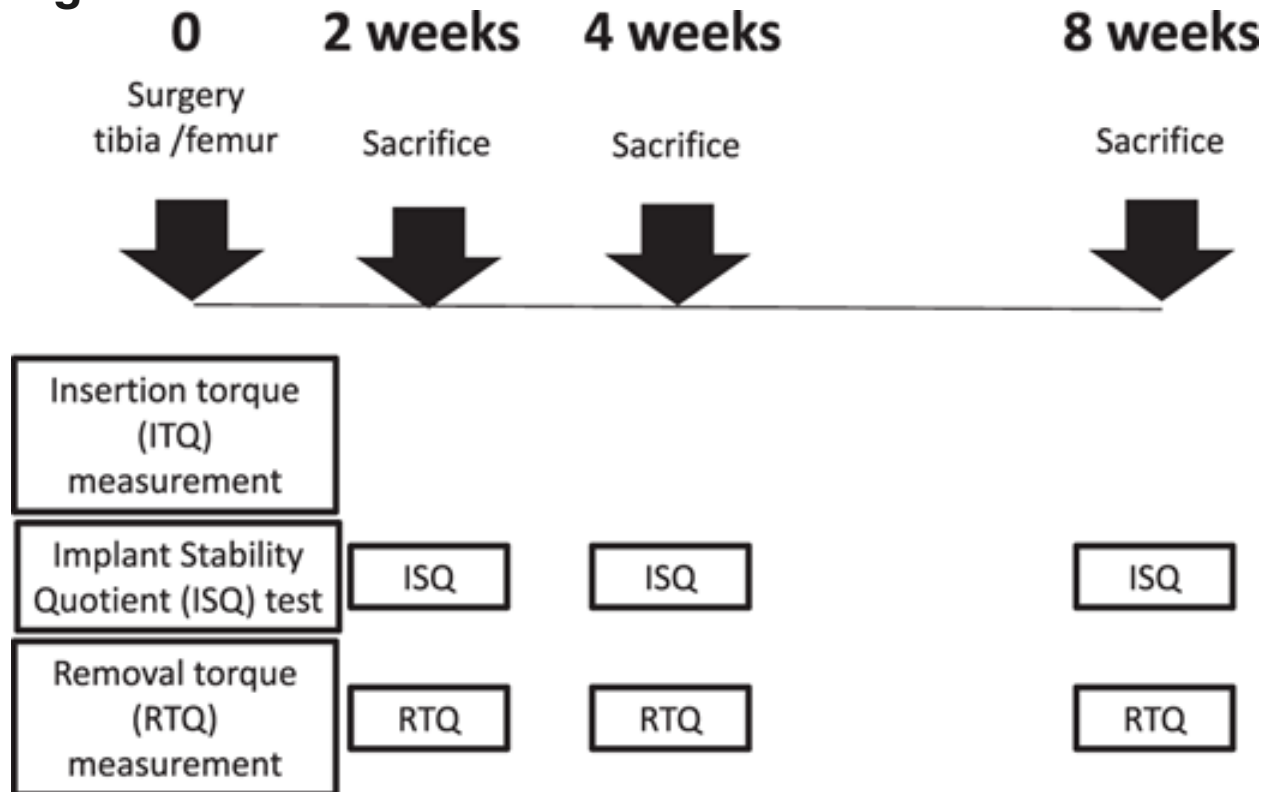 0 2 weeks 4 weeks 8 weeks
Surgery
tibia /femur
Sacrifice
Sacrifice
Sacrifice
Insertion torque
(ITQ)
measurement
Implant Stability
Quotient (ISQ) test
ISQ
ISQ
ISQ
Removal torque
(RTQ)
measurement
RTQ
RTQ
RTQ